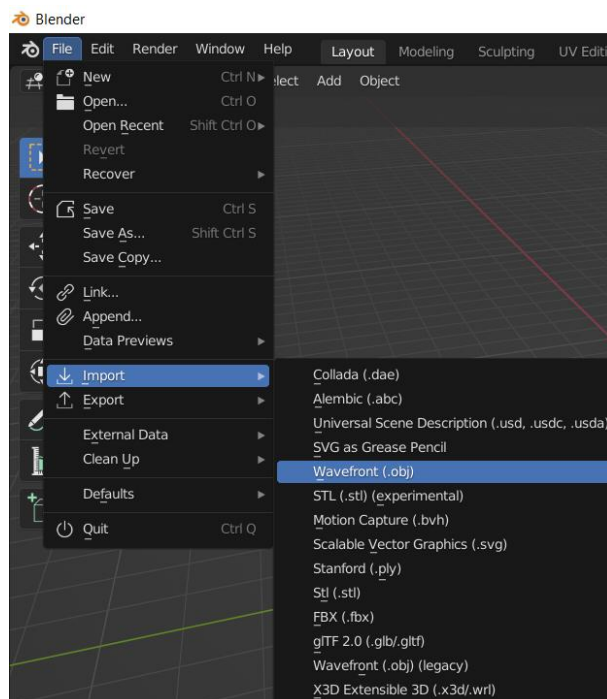 Blender
File Edit Render Window Help Layout Modeling Sculpting UV Editi
New Ctrl N
elect Add Object
Open... Ctrl O
Open Recent Shift Ctrl O
Revert
Recover
Save Ctrl S
Save As... Shift Ctrl S
Save Copy...
Link...
Append...
Data Previews
Import
Export
External Data
Clean Up
Defaults
Quit Ctrl Q
Collada (.dae)
Alembic (.abc)
Universal Scene Description (.usd, .usdc, .usda)
SVG as Grease Pencil
Wavefront (.obj)
STL (.stl) (experimental)
Motion Capture (.bvh)
Scalable Vector Graphics (.svg)
Stanford (.ply)
Stl (.stl)
FBX (.fbx)
glTF 2.0 (.glb/.gltf)
Wavefront (.obj) (legacy)
X3D Extensible 3D (.x3d/.wrl)